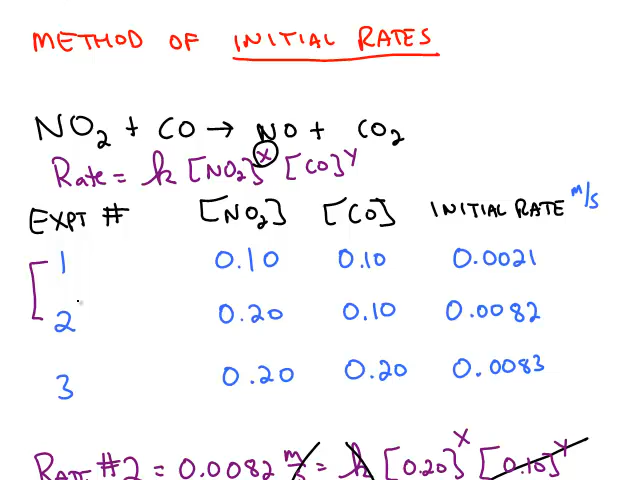 METHOD OF INITIAL RATES
NO₂ + CO → NO + CO₂
Rate = k [NO₂]ˣ [CO]ʸ
EXPT # [NO₂] [CO] INITIAL RATE M/S
1 0.10 0.10 0.0021
2 0.20 0.10 0.0082
3 0.20 0.20 0.0083
RATE #2 = 0.0082 M/S = k [0.20]ˣ [0.10]ʸ